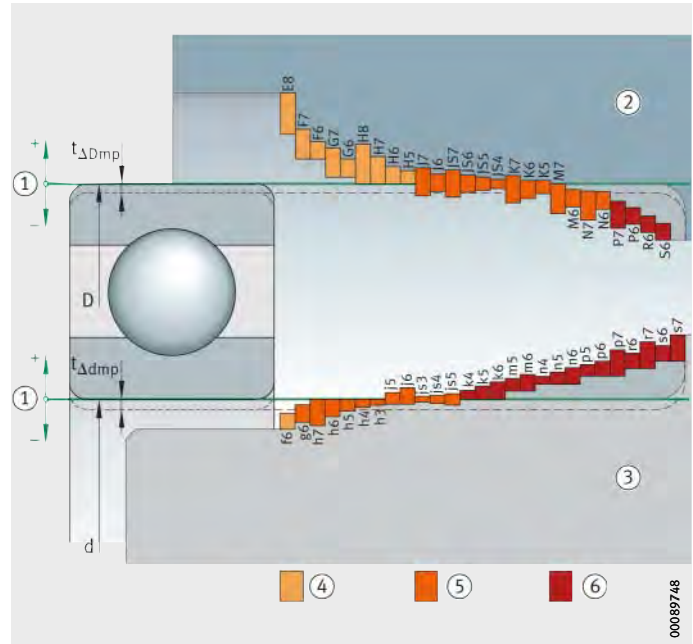 E8
F7
F6
G7
G6
H8
H7
H6
H5
J7
J6
JS7
JS6
JS5
JS4
K7
K6
K5
M7
M6
N7
N6
P7
P6
R6
S6
2
+
t ΔDmp
1
−
D
+
t Δdmp
1
−
d
f6
g6
h7
h6
h5
h4
h3
j5
j6
js3
js4
js5
k4
k5
k6
m5
m6
n4
n5
n6
p5
p6
p7
r6
r7
s6
s7
3
4
5
6
00089748